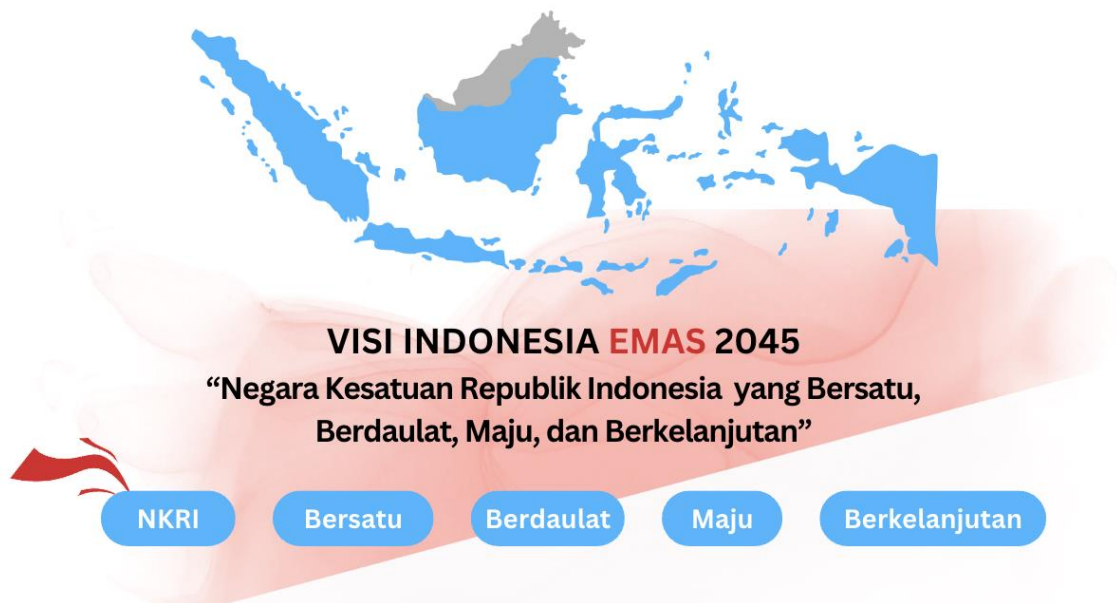 VISI INDONESIA EMAS 2045
“Negara Kesatuan Republik Indonesia yang Bersatu,
Berdaulat, Maju, dan Berkelanjutan”
NKRI
Bersatu
Berdaulat
Maju
Berkelanjutan